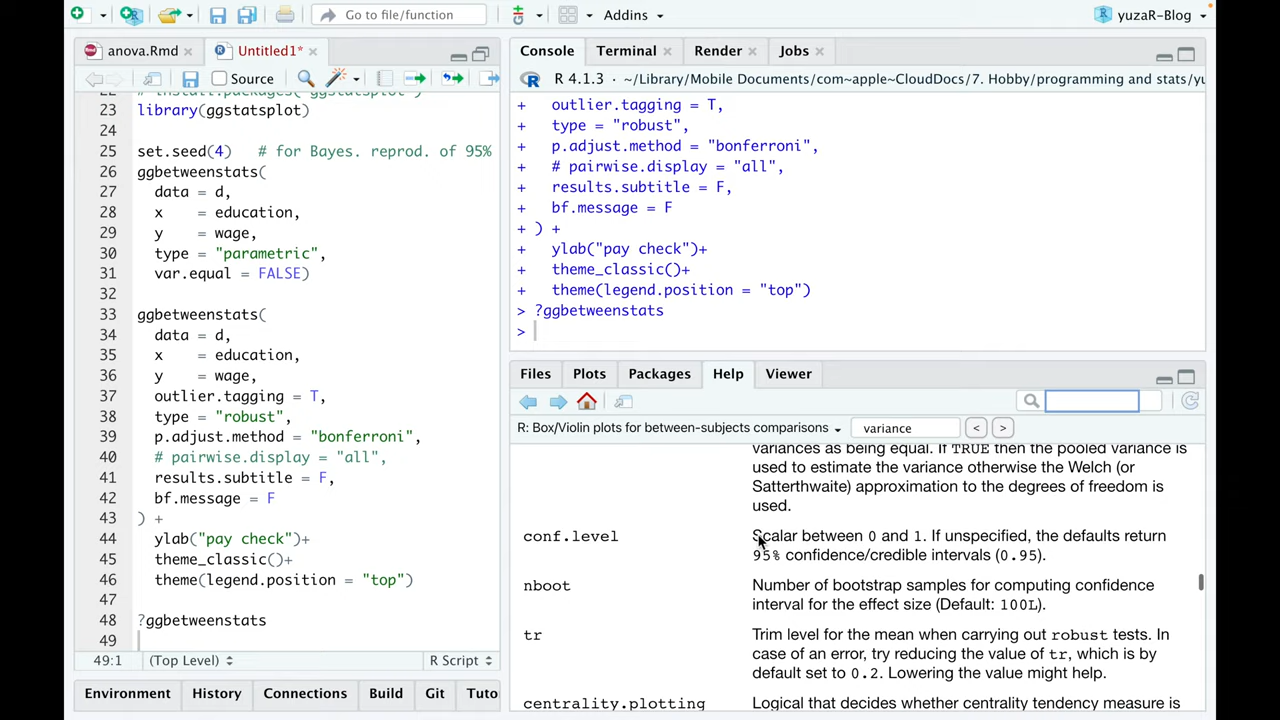 Go to file/function
Addins
yuzaR-Blog
anova.Rmd
Untitled1*
Source
23 library(ggstatsplot)
24
25 set.seed(4)   # for Bayes. reprod. of 95%
26 ggbetweenstats(
27   data = d,
28   x    = education,
29   y    = wage,
30   type = "parametric",
31   var.equal = FALSE)
32
33 ggbetweenstats(
34   data = d,
35   x    = education,
36   y    = wage,
37   outlier.tagging = T,
38   type = "robust",
39   p.adjust.method = "bonferroni",
40   # pairwise.display = "all",
41   results.subtitle = F,
42   bf.message = F
43 ) +
44   ylab("pay check")+
45   theme_classic()+
46   theme(legend.position = "top")
47
48 ?ggbetweenstats
49
49:1 (Top Level) R Script
Environment History Connections Build Git Tuto
Console Terminal Render Jobs
R 4.1.3 · ~/Library/Mobile Documents/com~apple~CloudDocs/7. Hobby/programming and stats/yu
+   outlier.tagging = T,
+   type = "robust",
+   p.adjust.method = "bonferroni",
+   # pairwise.display = "all",
+   results.subtitle = F,
+   bf.message = F
+ ) +
+   ylab("pay check")+
+   theme_classic()+
+   theme(legend.position = "top")
> ?ggbetweenstats
>
Files Plots Packages Help Viewer
R: Box/Violin plots for between-subjects comparisons
variance
< >
variances as being equal. If TRUE then the pooled variance is
used to estimate the variance otherwise the Welch (or
Satterthwaite) approximation to the degrees of freedom is
used.
conf.level Scalar between 0 and 1. If unspecified, the defaults return
95% confidence/credible intervals (0.95).
nboot Number of bootstrap samples for computing confidence
interval for the effect size (Default: 100L).
tr Trim level for the mean when carrying out robust tests. In
case of an error, try reducing the value of tr, which is by
default set to 0.2. Lowering the value might help.
centrality.plotting Logical that decides whether centrality tendency measure is